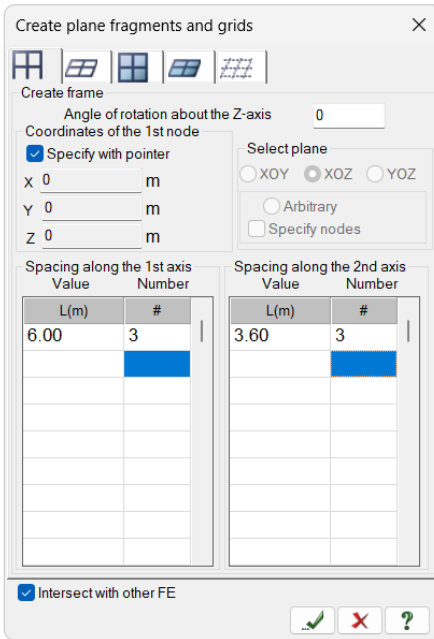 Create plane fragments and grids
Create frame
Angle of rotation about the Z-axis 0
Coordinates of the 1st node
Specify with pointer
X 0 m
Y 0 m
Z 0 m
Select plane
XOY XOZ YOZ
Arbitrary
Specify nodes
Spacing along the 1st axis
Value Number
L(m) #
6.00 3
Spacing along the 2nd axis
Value Number
L(m) #
3.60 3
Intersect with other FE
?